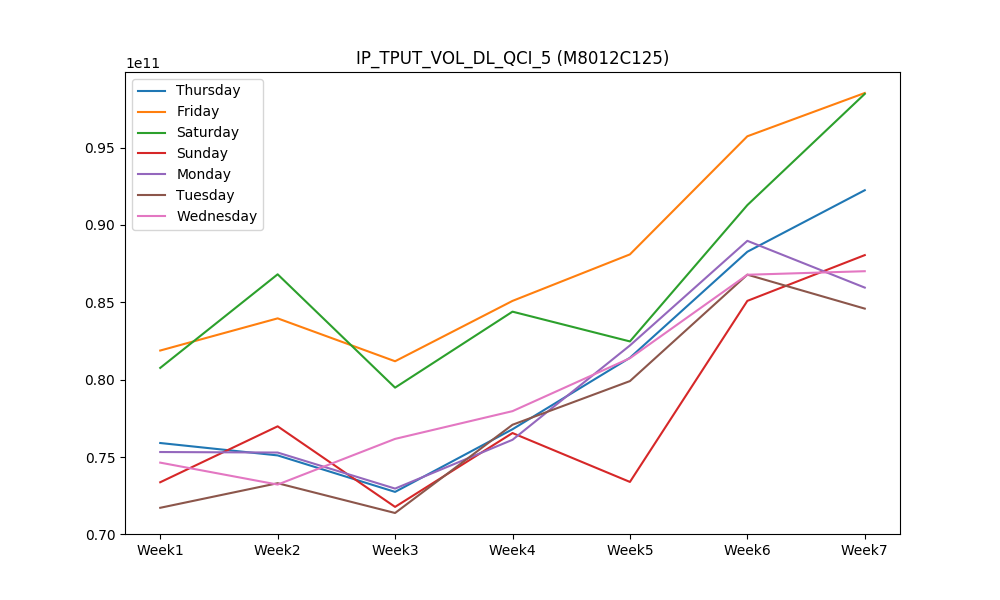 IP_TPUT_VOL_DL_QCI_5 (M8012C125)
1e11
Thursday
Friday
Saturday
Sunday
Monday
Tuesday
Wednesday
0.95
0.90
0.85
0.80
0.75
0.70
Week1 Week2 Week3 Week4 Week5 Week6 Week7